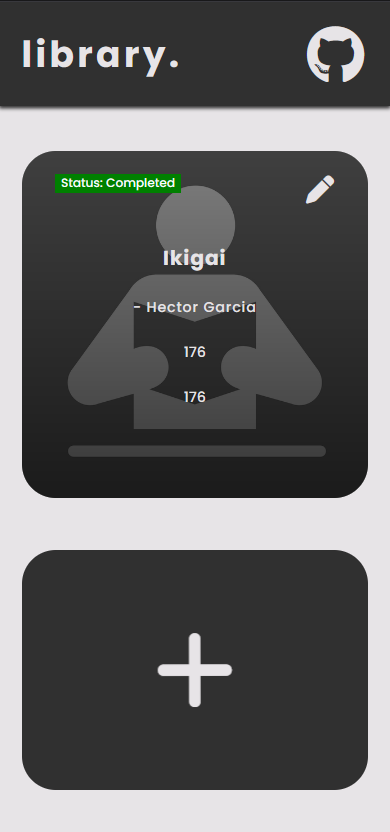 library.
Status: Completed
Ikigai
- Hector Garcia
176
176